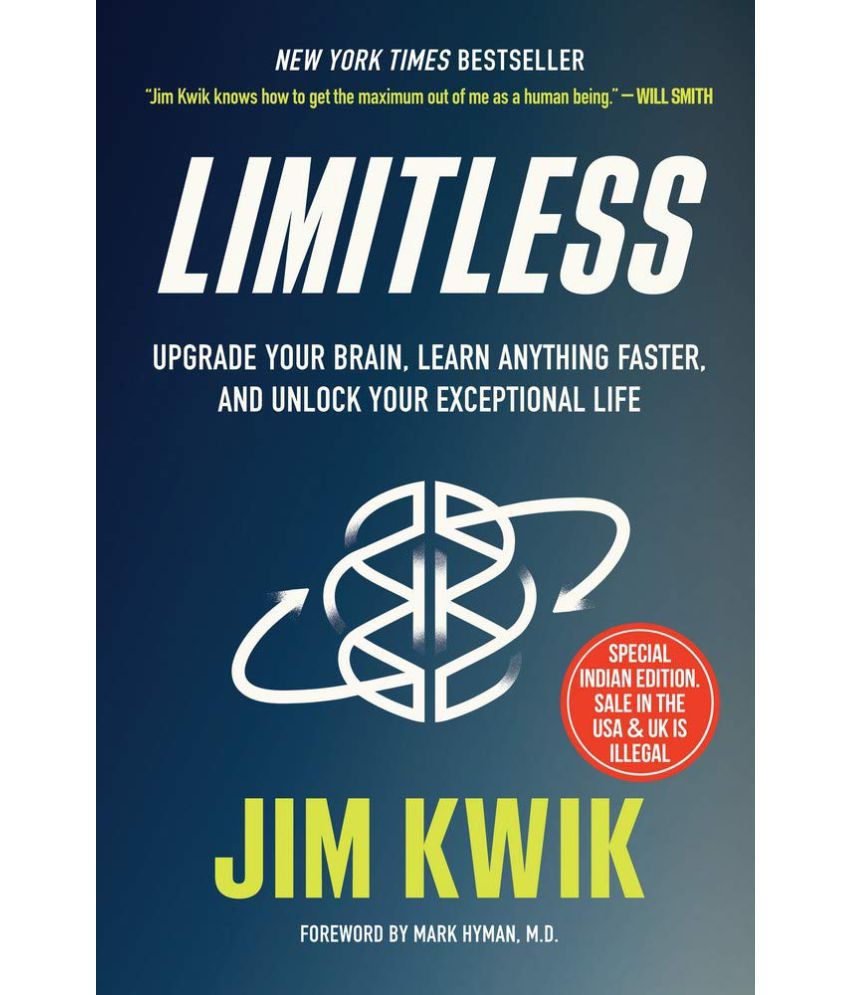 NEW YORK TIMES BESTSELLER
“Jim Kwik knows how to get the maximum out of me as a human being.” — WILL SMITH
LIMITLESS
UPGRADE YOUR BRAIN, LEARN ANYTHING FASTER,
AND UNLOCK YOUR EXCEPTIONAL LIFE
SPECIAL
INDIAN EDITION.
SALE IN THE
USA & UK IS
ILLEGAL
JIM KWIK
FOREWORD BY MARK HYMAN, M.D.